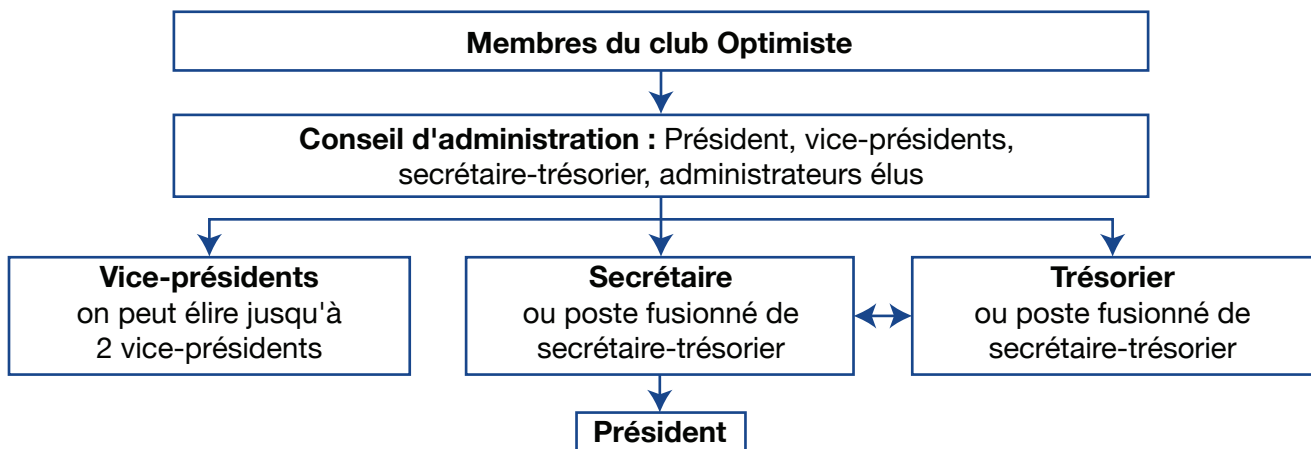 Membres du club Optimiste
Conseil d'administration : Président, vice-présidents,
secrétaire-trésorier, administrateurs élus
Vice-présidents
on peut élire jusqu'à
2 vice-présidents
Secrétaire
ou poste fusionné de
secrétaire-trésorier
Trésorier
ou poste fusionné de
secrétaire-trésorier
Président